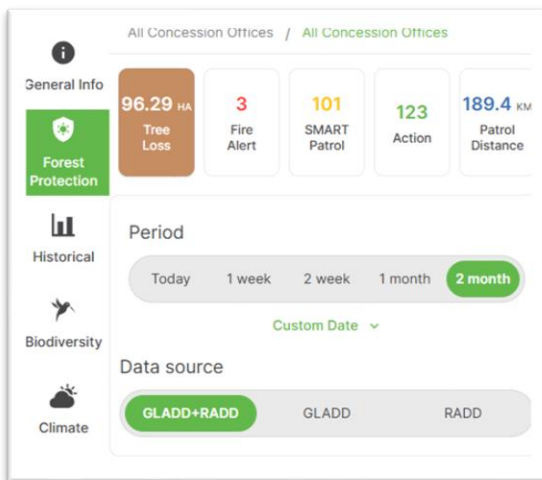 All Concession Offices / All Concession Offices
General Info
96.29 HA
Tree
Loss
3
Fire
Alert
101
SMART
Patrol
123
Action
189.4 KM
Patrol
Distance
Forest
Protection
Historical
Biodiversity
Climate
Period
Today 1 week 2 week 1 month 2 month
Custom Date
Data source
GLADD+RADD GLADD RADD